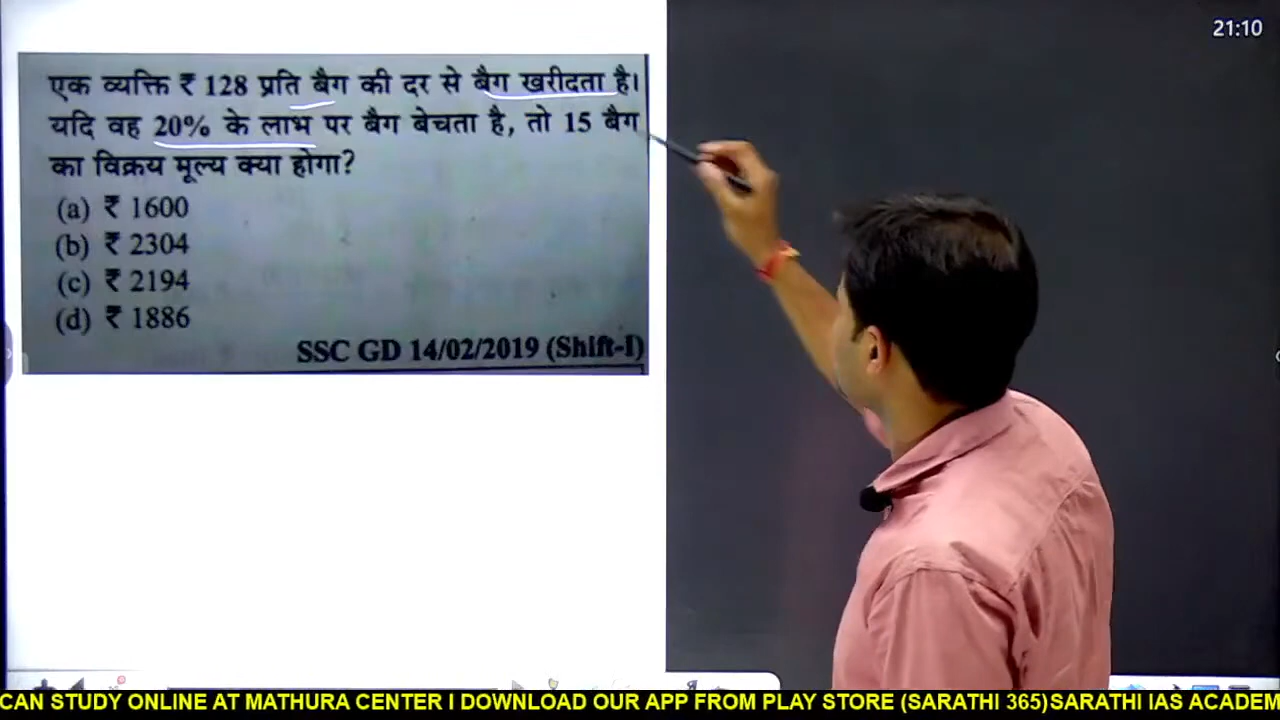 21:10
एक व्यक्ति ₹ 128 प्रति बैग की दर से बैग खरीदता है।
यदि वह 20% के लाभ पर बैग बेचता है, तो 15 बैग
का विक्रय मूल्य क्या होगा?
(a) ₹ 1600
(b) ₹ 2304
(c) ₹ 2194
(d) ₹ 1886
SSC GD 14/02/2019 (Shift-I)
CAN STUDY ONLINE AT MATHURA CENTER I DOWNLOAD OUR APP FROM PLAY STORE (SARATHI 365)SARATHI IAS ACADEM